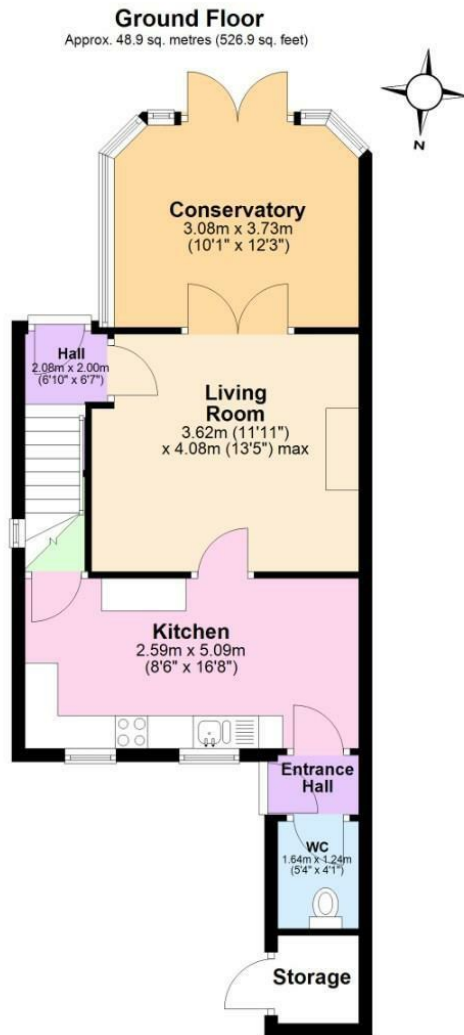 Ground Floor
Approx. 48.9 sq. metres (526.9 sq. feet)
N
Conservatory
3.08m x 3.73m
(10'1" x 12'3")
Hall
2.08m x 2.00m
(6'10" x 6'7")
Living
Room
3.62m (11'11")
x 4.08m (13'5") max
Kitchen
2.59m x 5.09m
(8'6" x 16'8")
Entrance
Hall
WC
1.64m x 1.24m
(5'4" x 4'1")
Storage